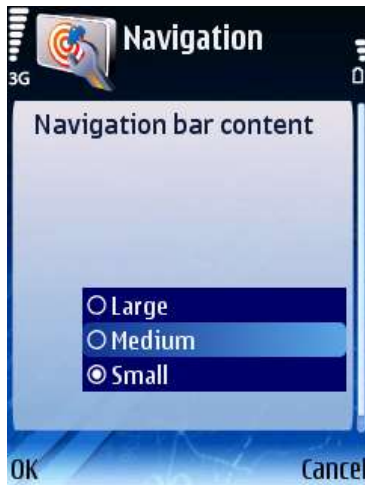 Navigation
3G
Navigation bar content
Large
Medium
Small
OK
Cancel